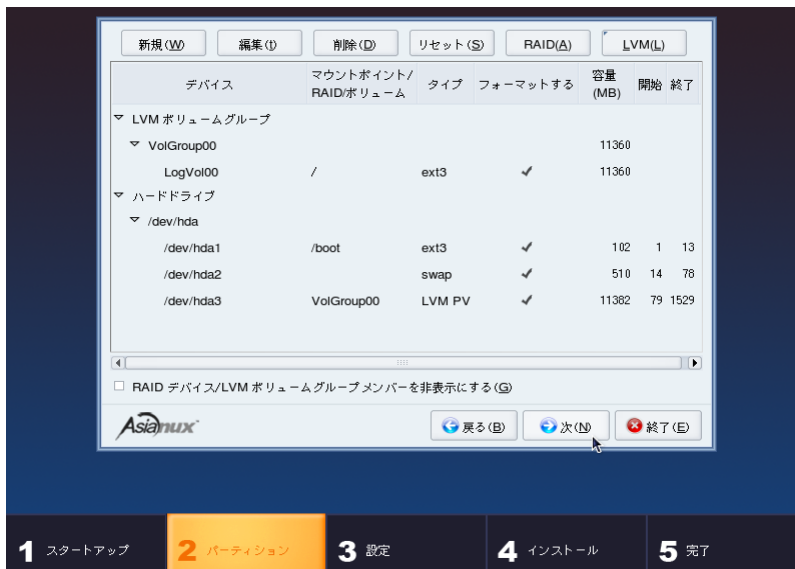 新規(W) 編集(t) 削除(D) リセット(S) RAID(A) LVM(L)
デバイス マウントポイント/ RAID/ボリューム タイプ フォーマットする 容量 (MB) 開始 終了
LVM ボリュームグループ
VolGroup00 11360
LogVol00 / ext3 11360
ハードドライブ
/dev/hda
/dev/hda1 /boot ext3 102 1 13
/dev/hda2 swap 510 14 78
/dev/hda3 VolGroup00 LVM PV 11382 79 1529
RAID デバイス/LVM ボリュームグループメンバーを非表示にする(G)
Asianux 戻る(B) 次(N) 終了(E)
1 スタートアップ 2 パーティション 3 設定 4 インストール 5 完了